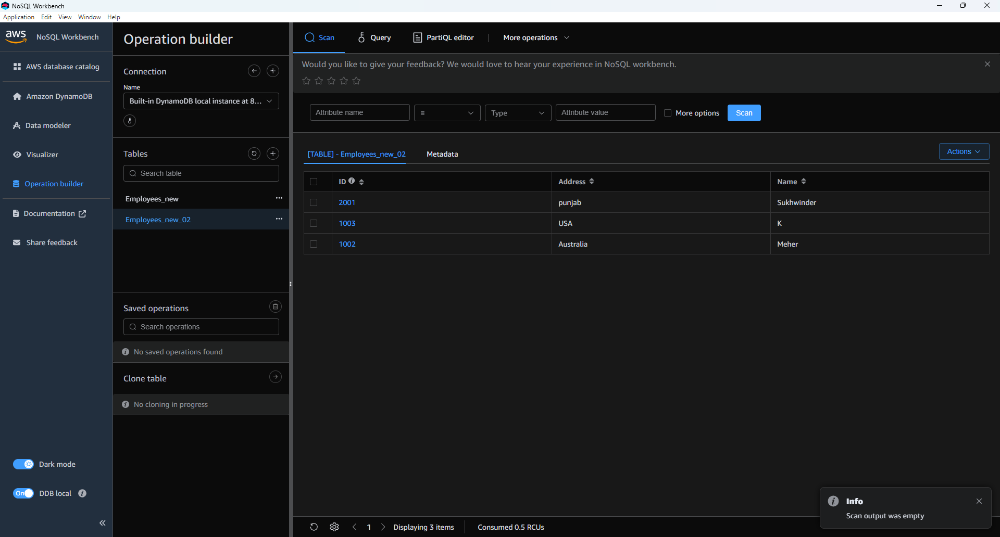 NoSQL Workbench
Application Edit View Window Help
aws NoSQL Workbench
AWS database catalog
Amazon DynamoDB
Data modeler
Visualizer
Operation builder
Documentation
Share feedback
Dark mode
On DDB local
Operation builder
Connection
Name
Built-in DynamoDB local instance at 8...
Tables
Search table
Employees_new
Employees_new_02
Saved operations
Search operations
No saved operations found
Clone table
No cloning in progress
Scan Query PartiQL editor More operations
Would you like to give your feedback? We would love to hear your experience in NoSQL workbench.
Attribute name = Type Attribute value More options Scan
[TABLE] - Employees_new_02 Metadata Actions
ID Address Name
2001 punjab Sukhwinder
1003 USA K
1002 Australia Meher
Info
Scan output was empty
1 Displaying 3 items Consumed 0.5 RCUs